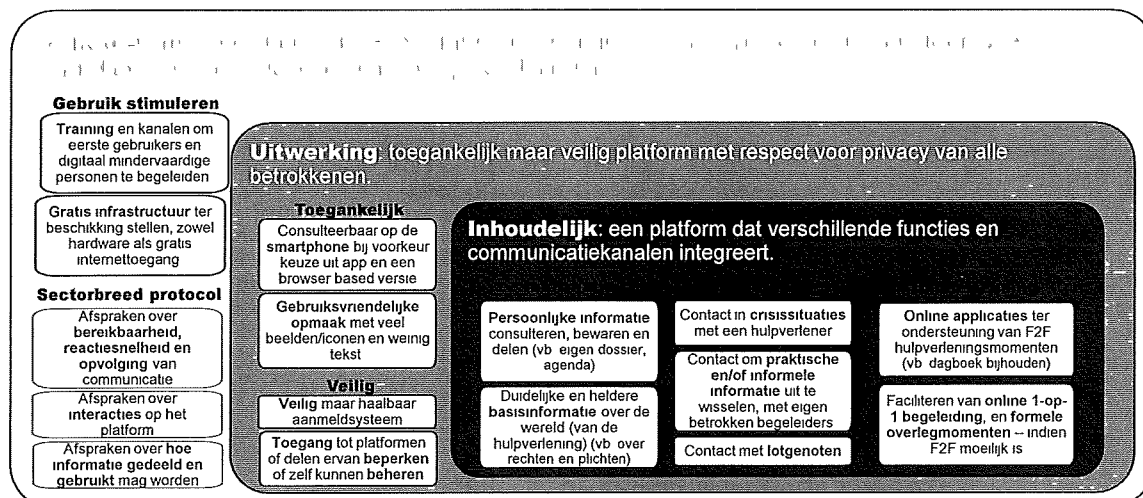 Gebruik stimuleren
Training en kanalen om
eerste gebruikers en
digitaal mindervaardige
personen te begeleiden
Gratis infrastructuur ter
beschikking stellen, zowel
hardware als gratis
internettoegang
Sectorbreed protocol
Afspraken over
bereikbaarheid,
reactiesnelheid en
opvolging van
communicatie
Afspraken over
interacties op het
platform
Afspraken over hoe
informatie gedeeld en
gebruikt mag worden
Uitwerking: toegankelijk maar veilig platform met respect voor privacy van alle
betrokkenen.
Toegankelijk
Consulteerbaar op de
smartphone bij voorkeur
keuze uit app en een
browser based versie
Gebruiksvriendelijke
opmaak met veel
beelden/iconen en weinig
tekst
Veilig
Veilig maar haalbaar
aanmeldsysteem
Toegang tot platformen
of delen ervan beperken
of zelf kunnen beheren
Inhoudelijk: een platform dat verschillende functies en
communicatiekanalen integreert.
Persoonlijke informatie
consulteren, bewaren en
delen (vb eigen dossier,
agenda)
Duidelijke en heldere
basisinformatie over de
wereld (van de
hulpverlening) (vb over
rechten en plichten)
Contact in crisissituaties
met een hulpverlener
Contact om praktische
en/of informele
informatie uit te
wisselen, met eigen
betrokken begeleiders
Contact met lotgenoten
Online applicaties ter
ondersteuning van F2F
hulpverleningsmomenten
(vb dagboek bijhouden)
Faciliteren van online 1-op-
1 begeleiding, en formele
overlegmomenten – indien
F2F moeilijk is